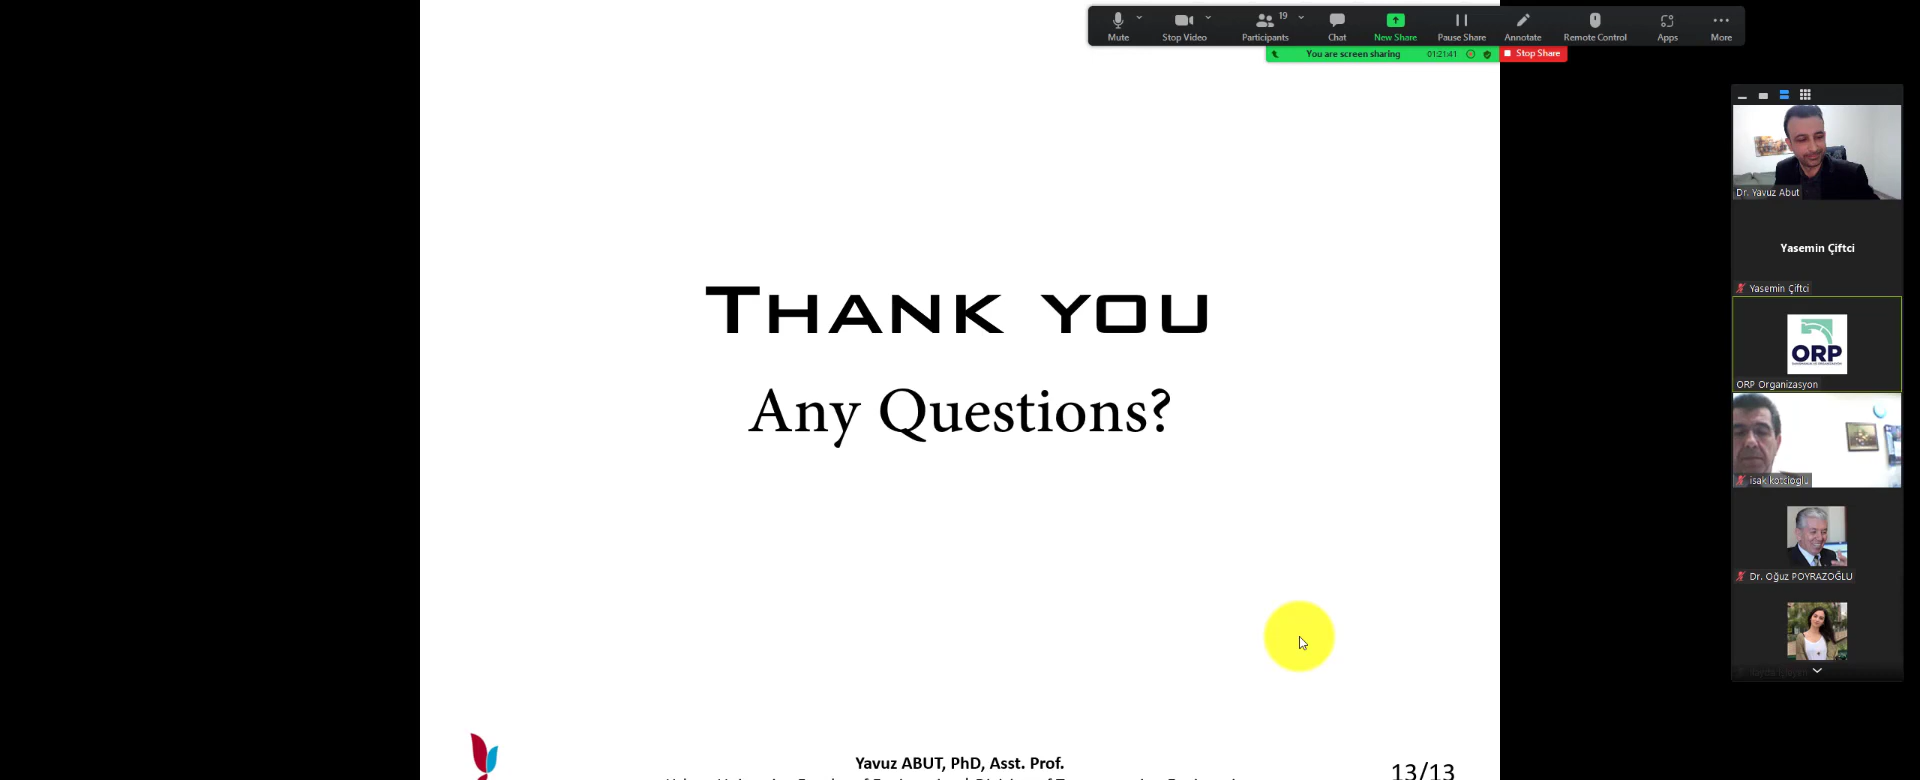 Mute
Stop Video
Participants
19
Chat
New Share
Pause Share
Annotate
Remote Control
Apps
More
You are screen sharing
01:21:41
Stop Share
Dr. Yavuz Abut
Yasemin Çiftci
Yasemin Çiftci
ORP
ORP Organizasyon
isak kotcioglu
Dr. Oğuz POYRAZOĞLU
THANK YOU
Any Questions?
Yavuz ABUT, PhD, Asst. Prof.
13/13